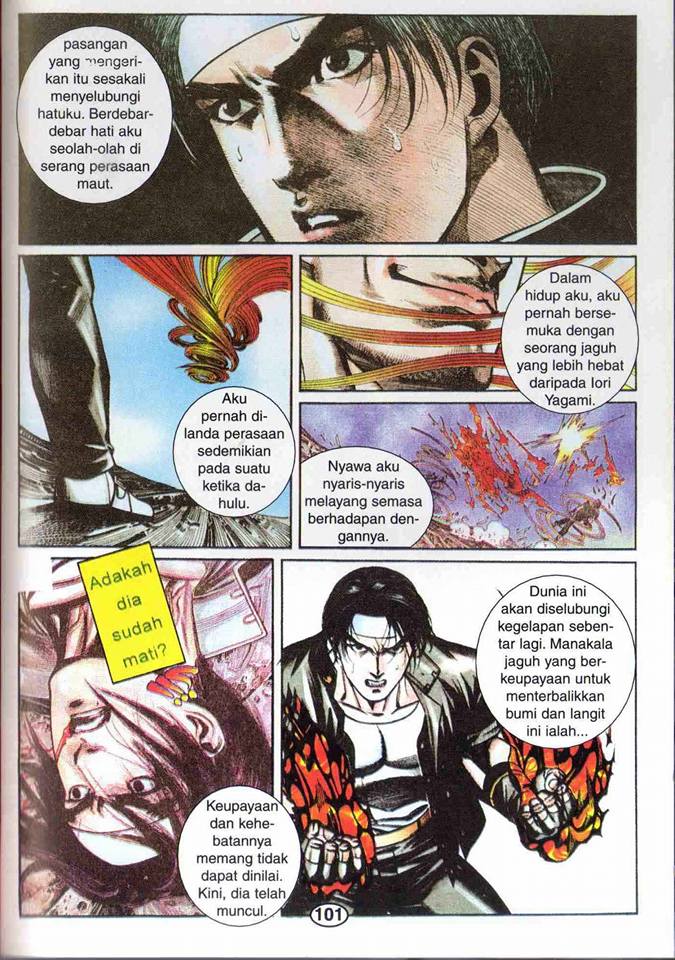 pasangan
yang mengeri-
kan itu sesakali
menyelubungi
hatuku. Berdebar-
debar hati aku
seolah-olah di
serang perasaan
maut.
Aku
pernah di-
landa perasaan
sedemikian
pada suatu
ketika da-
hulu.
Dalam
hidup aku, aku
pernah berse-
muka dengan
seorang jaguh
yang lebih hebat
daripada Iori
Yagami.
Nyawa aku
nyaris-nyaris
melayang semasa
berhadapan den-
gannya.
Adakah
dia
sudah
mati?
Keupayaan
dan kehe-
batannya
memang tidak
dapat dinilai.
Kini, dia telah
muncul.
Dunia ini
akan diselubungi
kegelapan seben-
tar lagi. Manakala
jaguh yang ber-
keupayaan untuk
menterbalikkan
bumi dan langit
ini ialah...
101